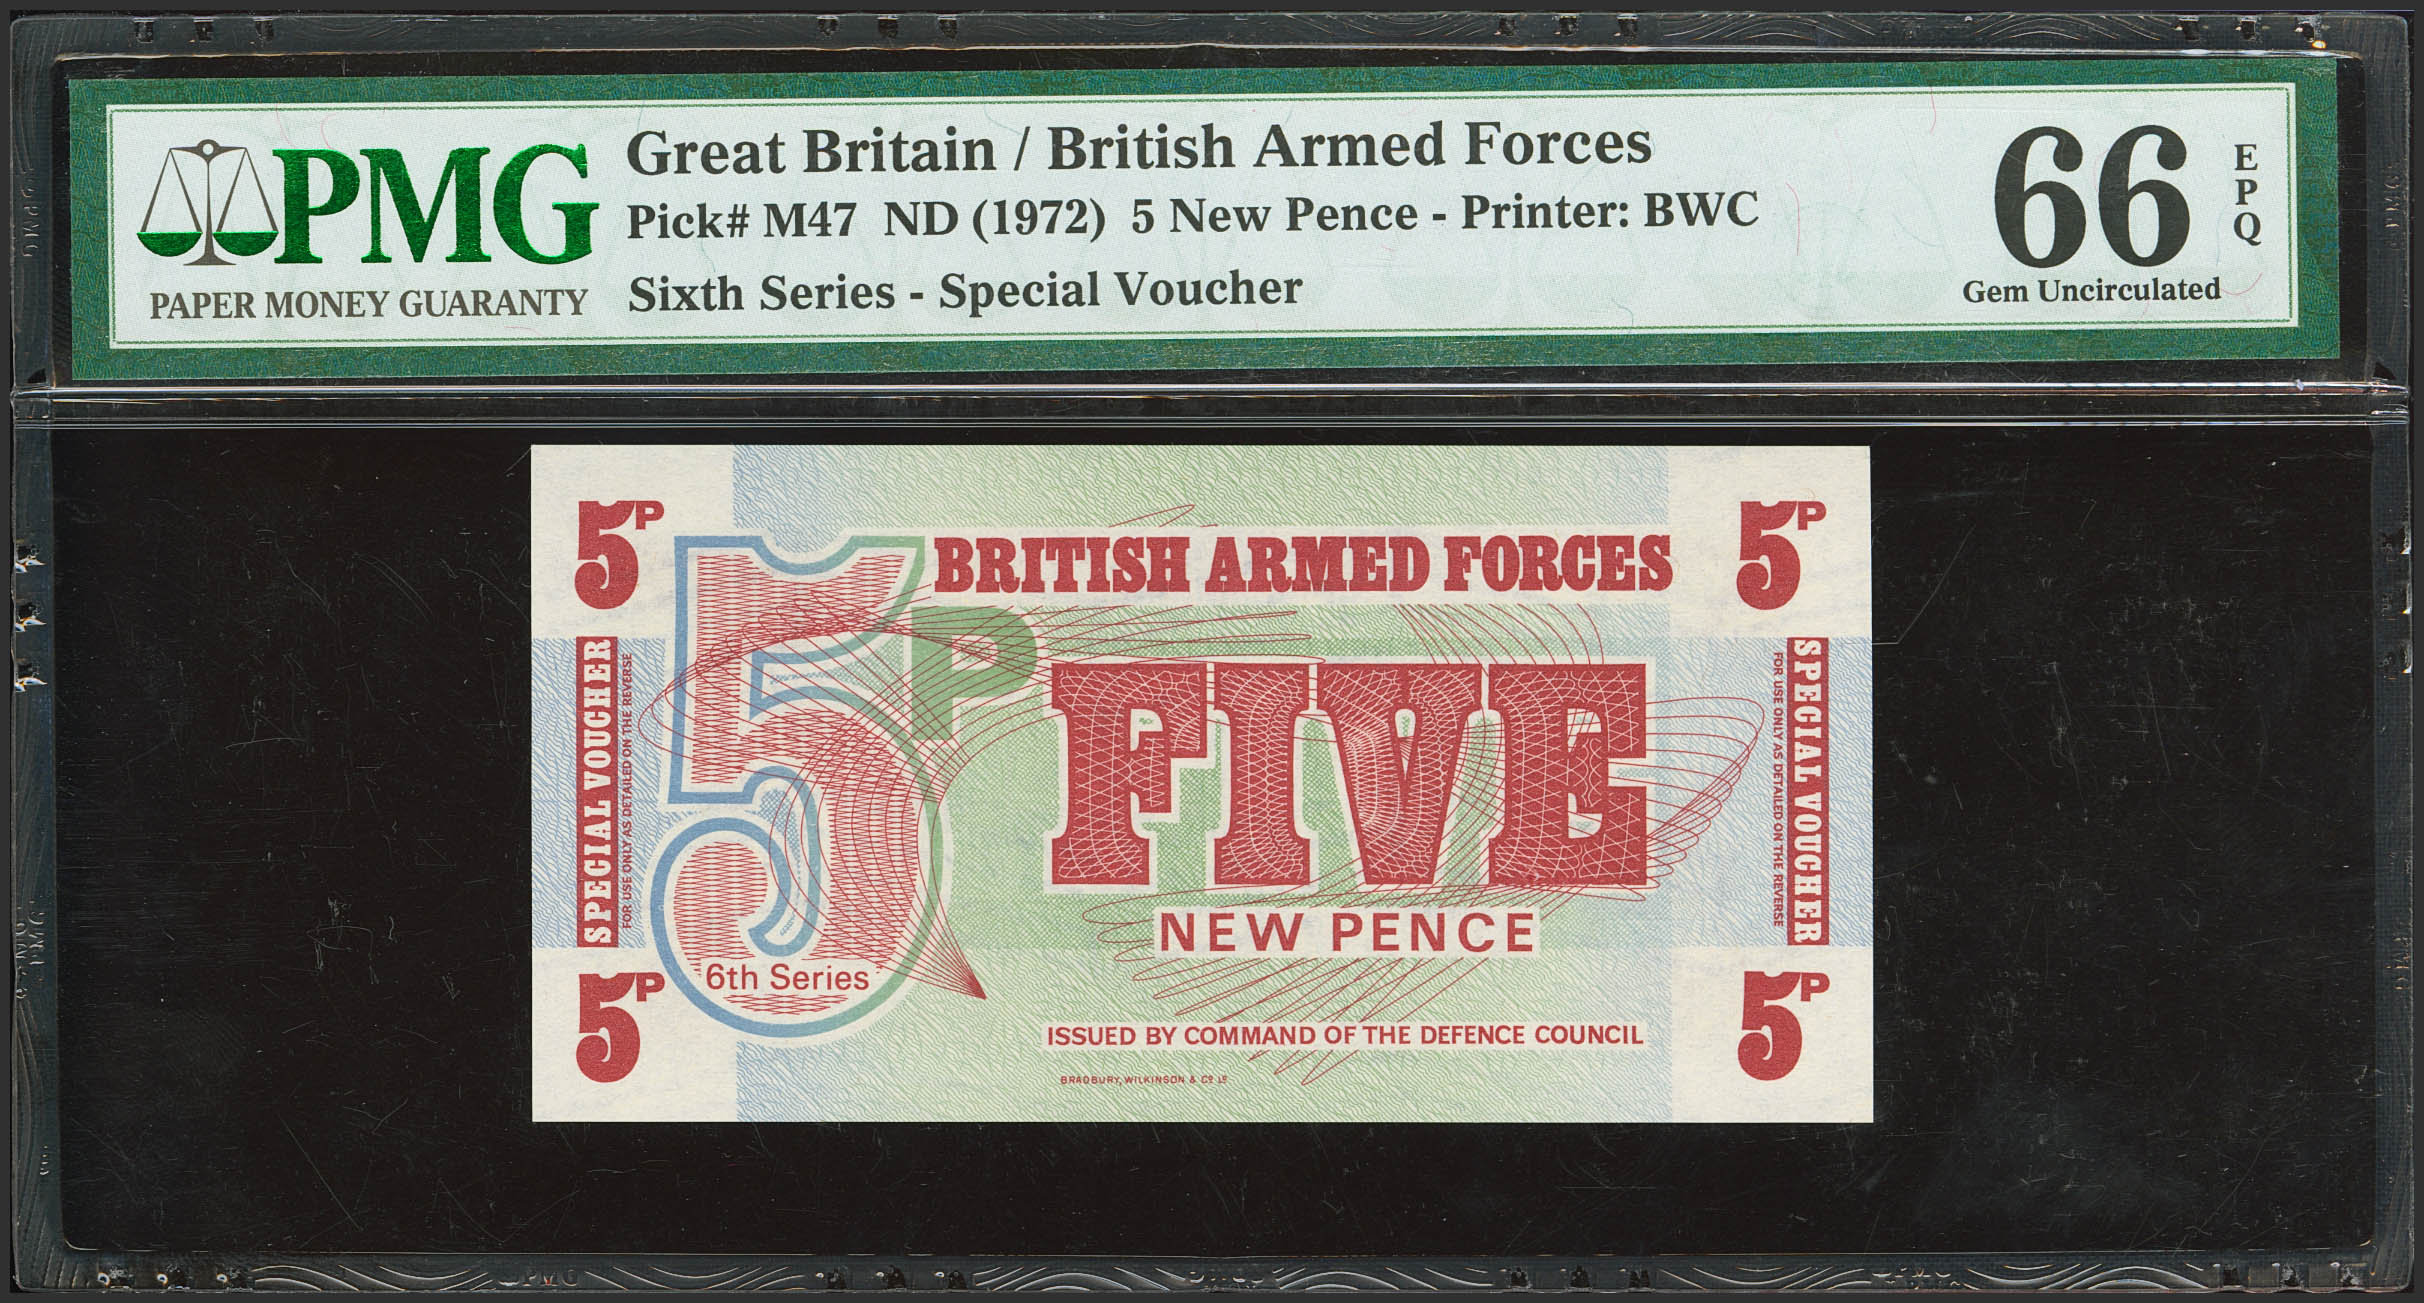 PMG
PAPER MONEY GUARANTY
Great Britain / British Armed Forces
Pick# M47 ND (1972) 5 New Pence - Printer: BWC
Sixth Series - Special Voucher
66
EPQ
Gem Uncirculated
5P
5P
BRITISH ARMED FORCES
5P
FIVE
NEW PENCE
6th Series
SPECIAL VOUCHER
FOR USE ONLY AS DETAILED ON THE REVERSE
SPECIAL VOUCHER
FOR USE ONLY AS DETAILED ON THE REVERSE
5P
5P
ISSUED BY COMMAND OF THE DEFENCE COUNCIL
BRADBURY, WILKINSON & Cº Lº